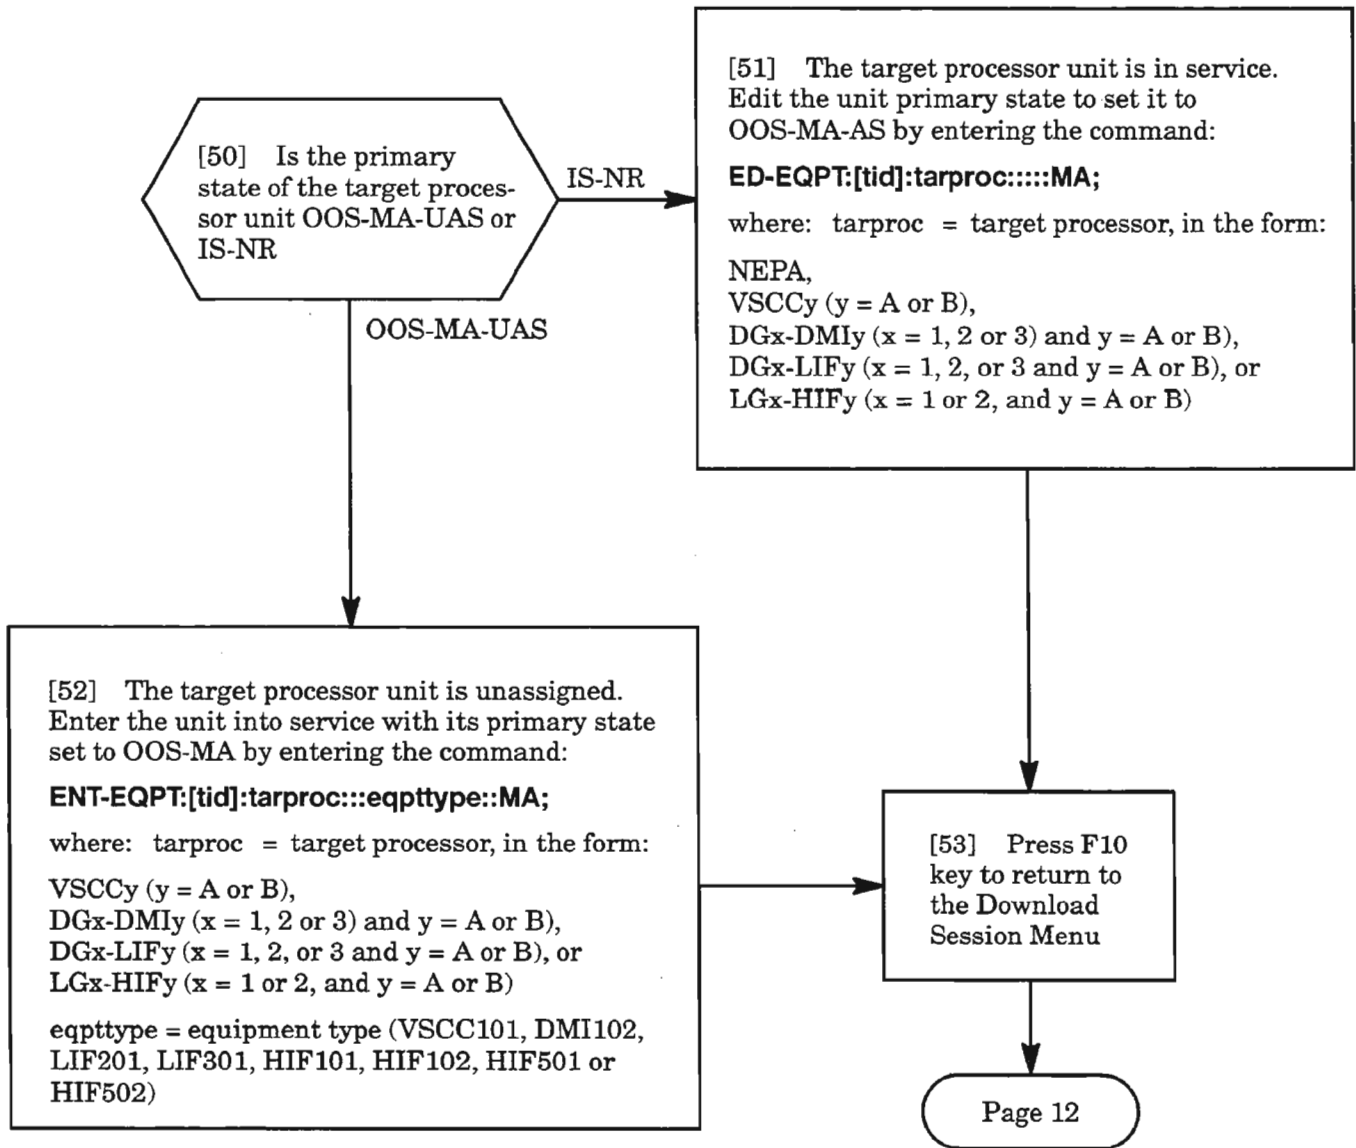 [50] Is the primary
state of the target proces-
sor unit OOS-MA-UAS or
IS-NR
IS-NR
OOS-MA-UAS
[51] The target processor unit is in service.
Edit the unit primary state to set it to
OOS-MA-AS by entering the command:
ED-EQPT:[tid]:tarproc:::::MA;
where: tarproc = target processor, in the form:
NEPA,
VSCCy (y = A or B),
DGx-DMIy (x = 1, 2 or 3) and y = A or B),
DGx-LIFy (x = 1, 2, or 3 and y = A or B), or
LGx-HIFy (x = 1 or 2, and y = A or B)
[52] The target processor unit is unassigned.
Enter the unit into service with its primary state
set to OOS-MA by entering the command:
ENT-EQPT:[tid]:tarproc:::eqpttype::MA;
where: tarproc = target processor, in the form:
VSCCy (y = A or B),
DGx-DMIy (x = 1, 2 or 3) and y = A or B),
DGx-LIFy (x = 1, 2, or 3 and y = A or B), or
LGx-HIFy (x = 1 or 2, and y = A or B)
eqpttype = equipment type (VSCC101, DMI102,
LIF201, LIF301, HIF101, HIF102, HIF501 or
HIF502)
[53] Press F10
key to return to
the Download
Session Menu
Page 12